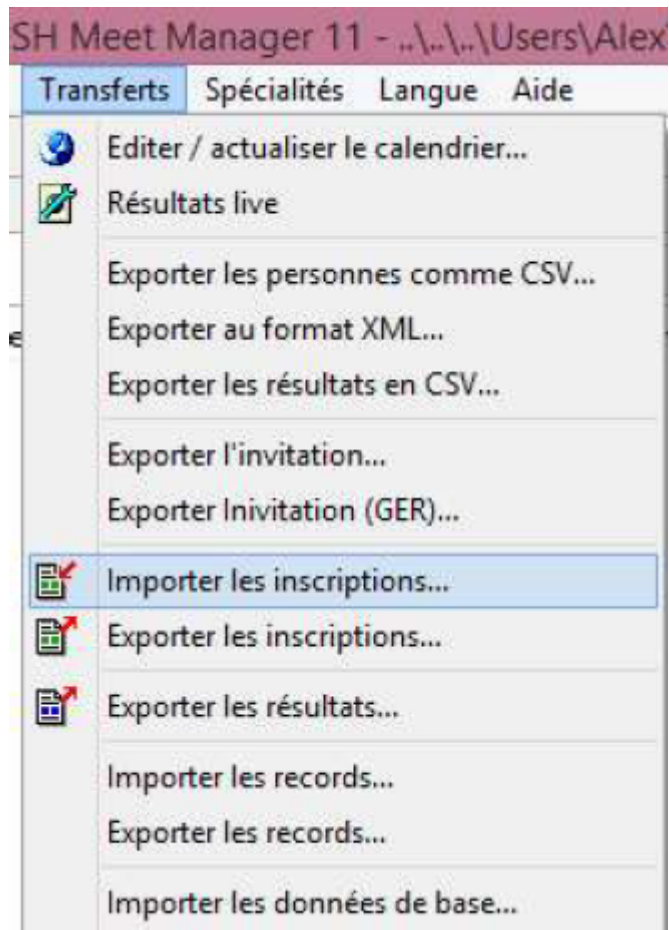 SH Meet Manager 11 - ..\..\..\Users\Alex
Transferts Spécialités Langue Aide
Editer / actualiser le calendrier...
Résultats live
Exporter les personnes comme CSV...
Exporter au format XML...
Exporter les résultats en CSV...
Exporter l'invitation...
Exporter Inivitation (GER)...
Importer les inscriptions...
Exporter les inscriptions...
Exporter les résultats...
Importer les records...
Exporter les records...
Importer les données de base...